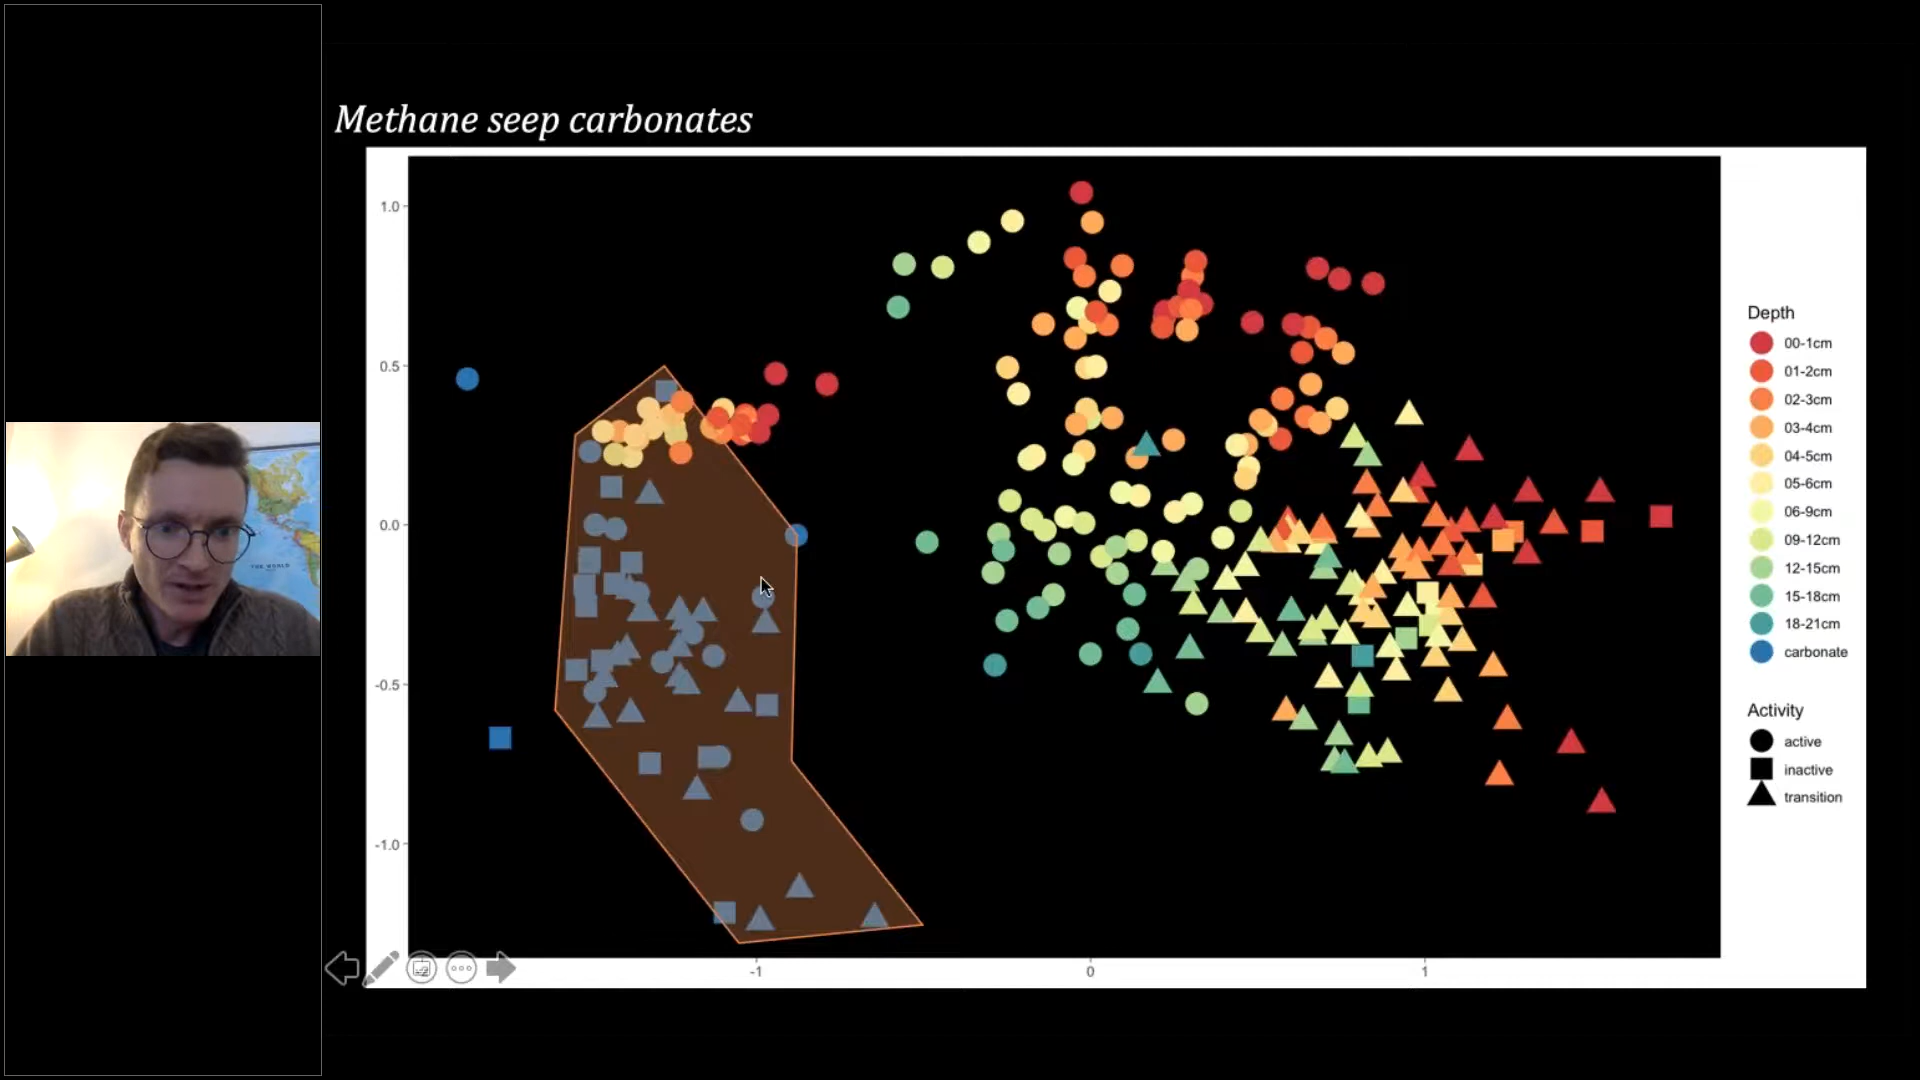 Methane seep carbonates
1.0
0.5
0.0
-0.5
-1.0
-1
0
1
Depth
00-1cm
01-2cm
02-3cm
03-4cm
04-5cm
05-6cm
06-9cm
09-12cm
12-15cm
15-18cm
18-21cm
carbonate
Activity
active
inactive
transition
THE WORLD